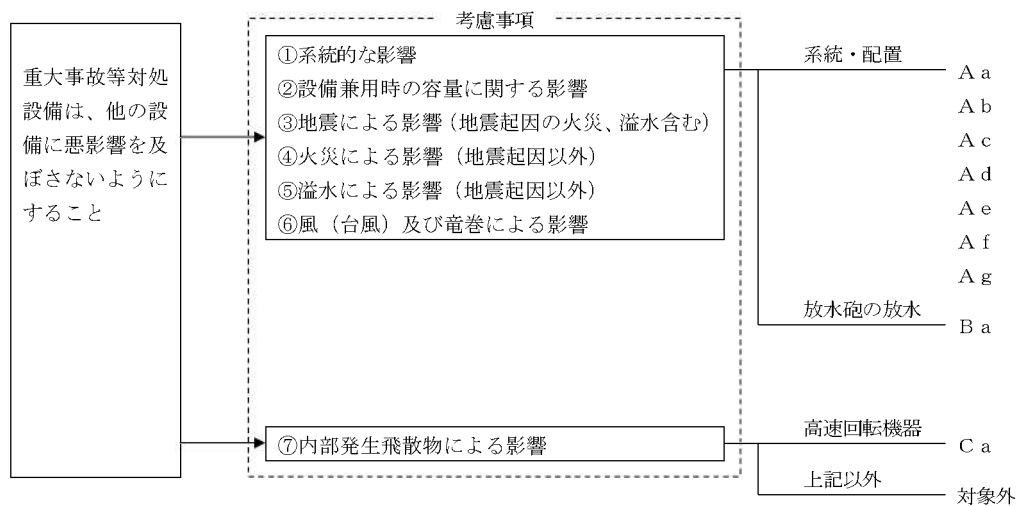 重大事故等対処
設備は、他の設
備に悪影響を及
ぼさないように
すること
考慮事項
①系統的な影響
②設備兼用時の容量に関する影響
③地震による影響(地震起因の火災、溢水含む)
④火災による影響(地震起因以外)
⑤溢水による影響(地震起因以外)
⑥風(台風)及び竜巻による影響
系統・配置
Aa
Ab
Ac
Ad
Ae
Af
Ag
放水砲の放水
Ba
⑦内部発生飛散物による影響
高速回転機器
Ca
上記以外
対象外